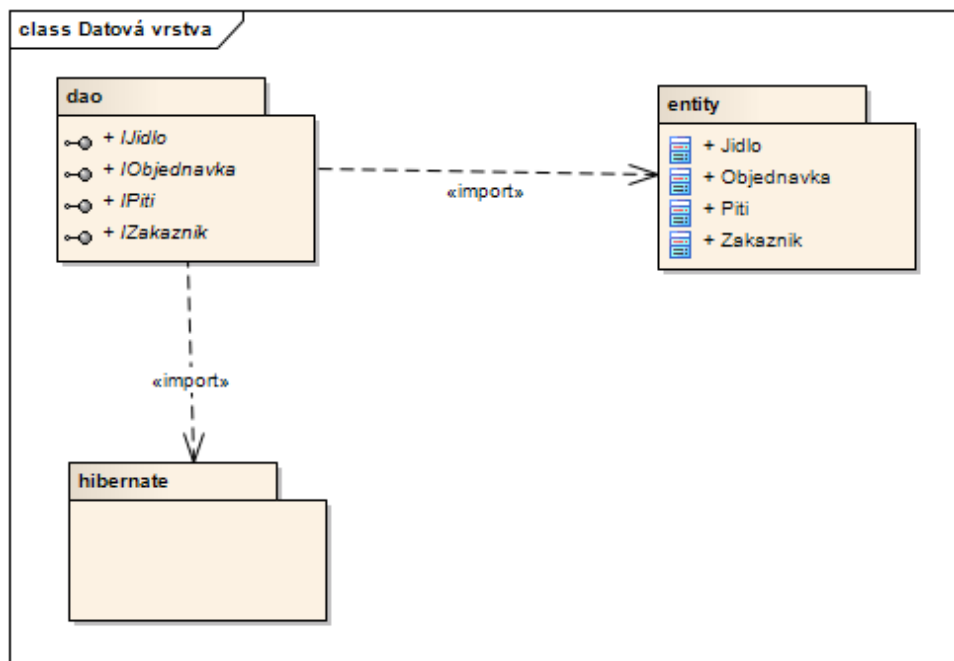 class Datová vrstva
dao
+ IJidlo
+ IObjednavka
+ IPiti
+ IZakaznik
entity
+ Jidlo
+ Objednavka
+ Piti
+ Zakaznik
«import»
«import»
hibernate